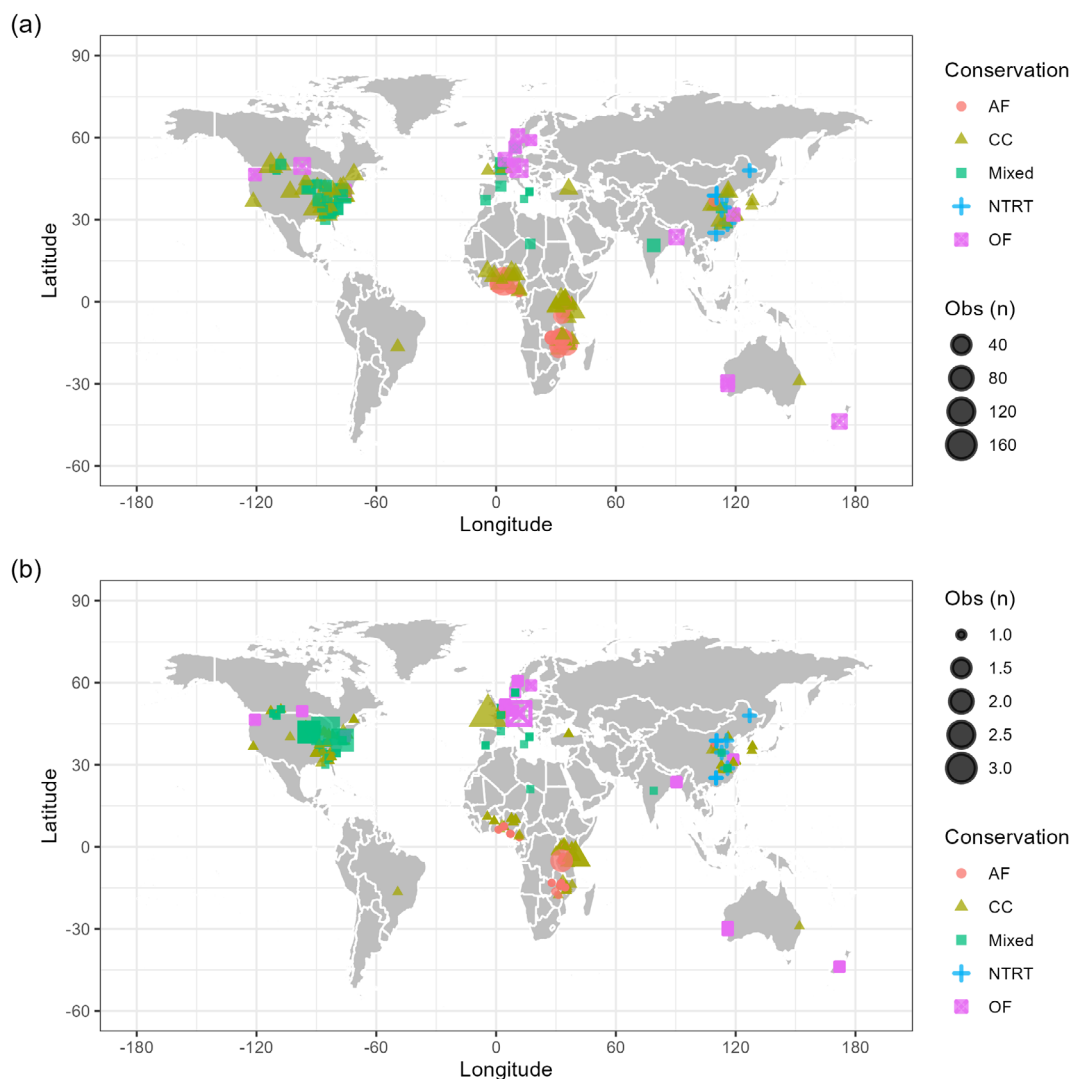 (a)
90
60
30
0
-30
-60
Latitude
-180
-120
-60
0
60
120
180
Longitude
Conservation
AF
CC
Mixed
NTRT
OF
Obs (n)
40
80
120
160
(b)
90
60
30
0
-30
-60
Latitude
-180
-120
-60
0
60
120
180
Longitude
Obs (n)
1.0
1.5
2.0
2.5
3.0
Conservation
AF
CC
Mixed
NTRT
OF